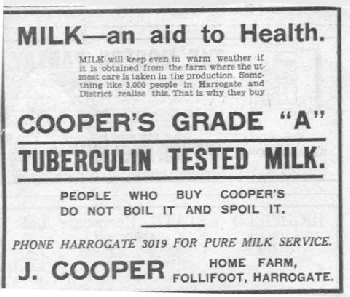 MILK—an aid to Health.
MILK will keep even in warm weather if
it is obtained from the farm where the ut-
most care is taken in the production. Some-
thing like 3,000 people in Harrogate and
District realise this. That is why they buy
COOPER'S GRADE "A"
TUBERCULIN TESTED MILK.
PEOPLE WHO BUY COOPER'S
DO NOT BOIL IT AND SPOIL IT.
PHONE HARROGATE 3019 FOR PURE MILK SERVICE.
J. COOPER HOME FARM,
FOLLIFOOT, HARROGATE.